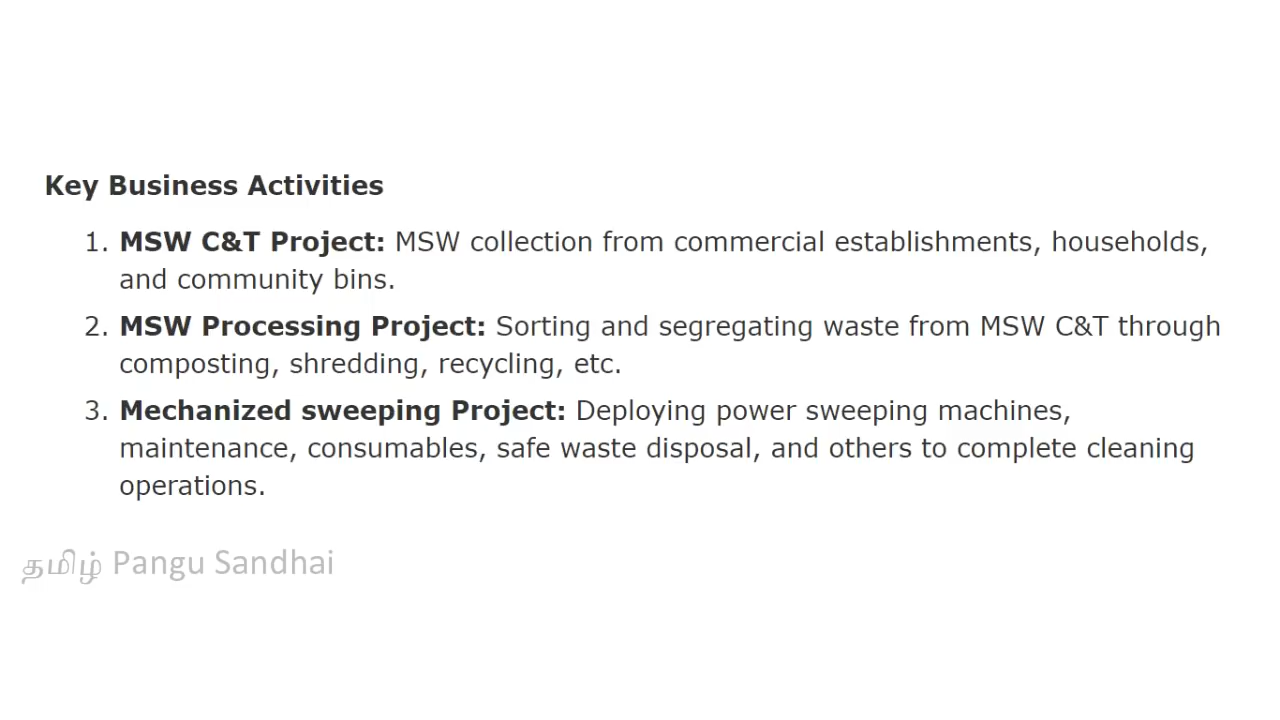 Key Business Activities
1. MSW C&T Project: MSW collection from commercial establishments, households,
and community bins.
2. MSW Processing Project: Sorting and segregating waste from MSW C&T through
composting, shredding, recycling, etc.
3. Mechanized sweeping Project: Deploying power sweeping machines,
maintenance, consumables, safe waste disposal, and others to complete cleaning
operations.
தமிழ் Pangu Sandhai